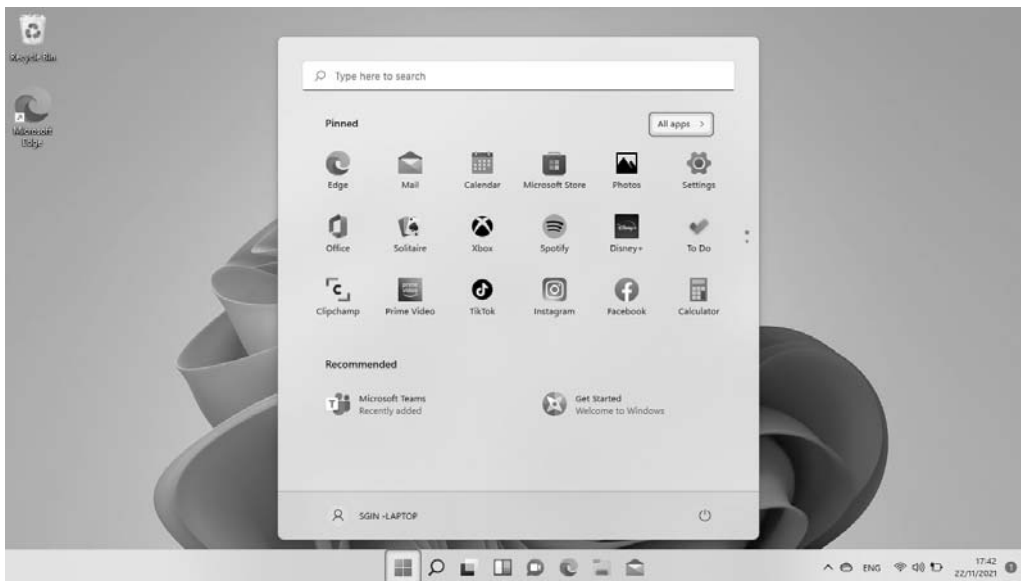 Recycle Bin
Microsoft
Edge
Type here to search
Pinned
All apps >
Edge Mail Calendar Microsoft Store Photos Settings
Office Solitaire Xbox Spotify Disney+ To Do
Clipchamp Prime Video TikTok Instagram Facebook Calculator
Recommended
Microsoft Teams
Recently added
Get Started
Welcome to Windows
SGIN -LAPTOP
ENG
17:42
22/11/2021